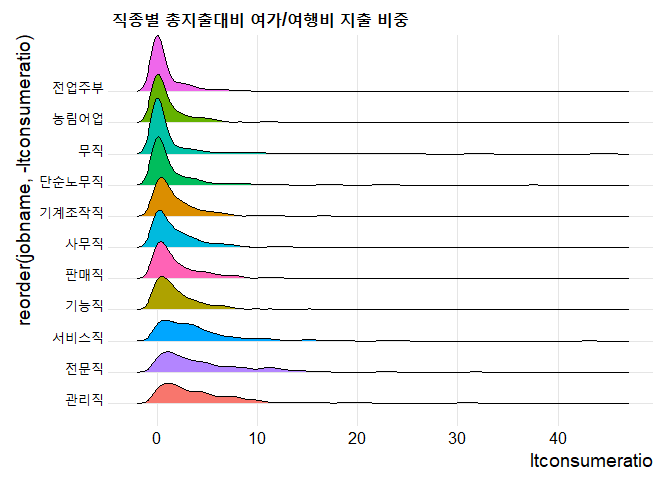 직종별 총지출대비 여가/여행비 지출 비중
reorder(jobname, -ltconsumeratio)
전업주부
농림어업
무직
단순노무직
기계조작직
사무직
판매직
기능직
서비스직
전문직
관리직
0 10 20 30 40
ltconsumeratio